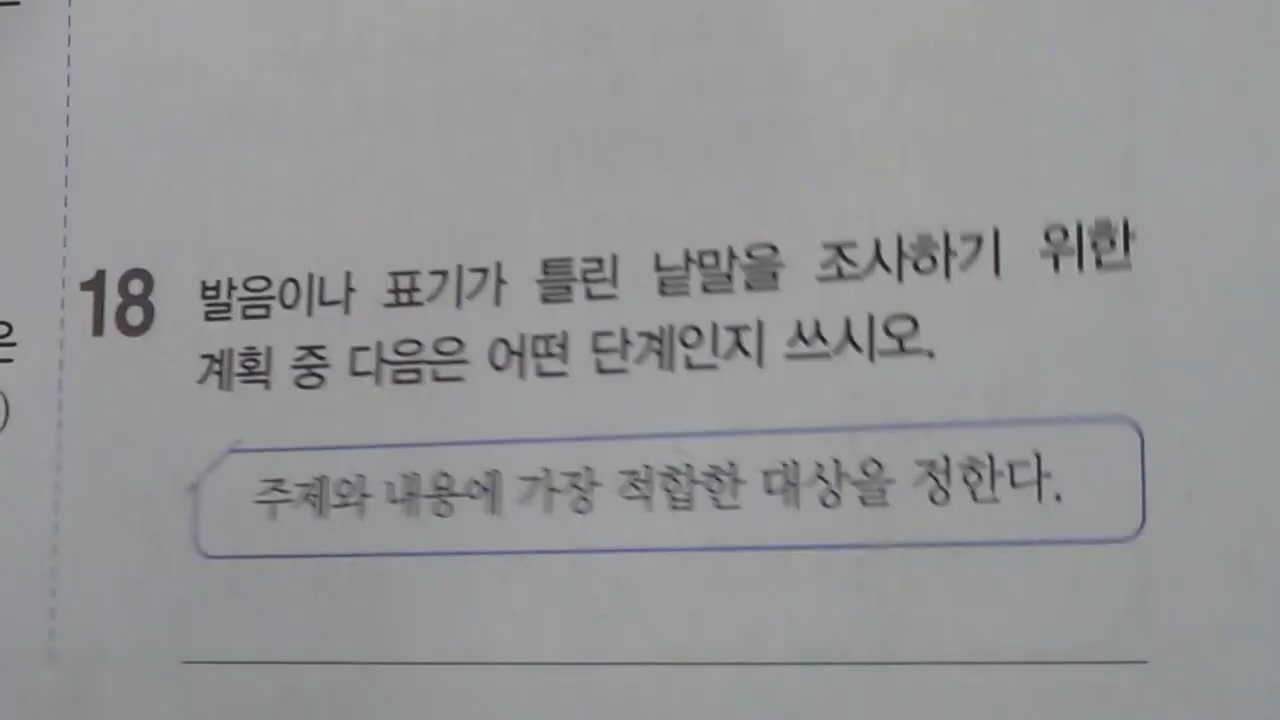 18 발음이나 표기가 틀린 낱말을 조사하기 위한
계획 중 다음은 어떤 단계인지 쓰시오.
주제와 내용에 가장 적합한 대상을 정한다.